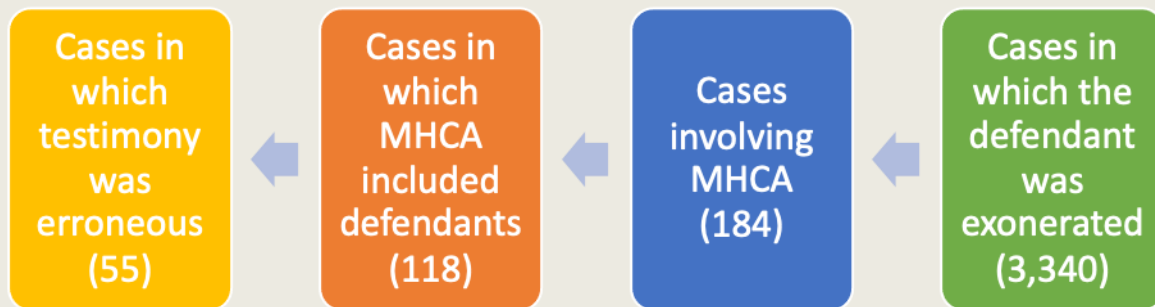 Cases in
which
testimony
was
erroneous
(55)
Cases in
which
MHCA
included
defendants
(118)
Cases
involving
MHCA
(184)
Cases in
which the
defendant
was
exonerated
(3,340)